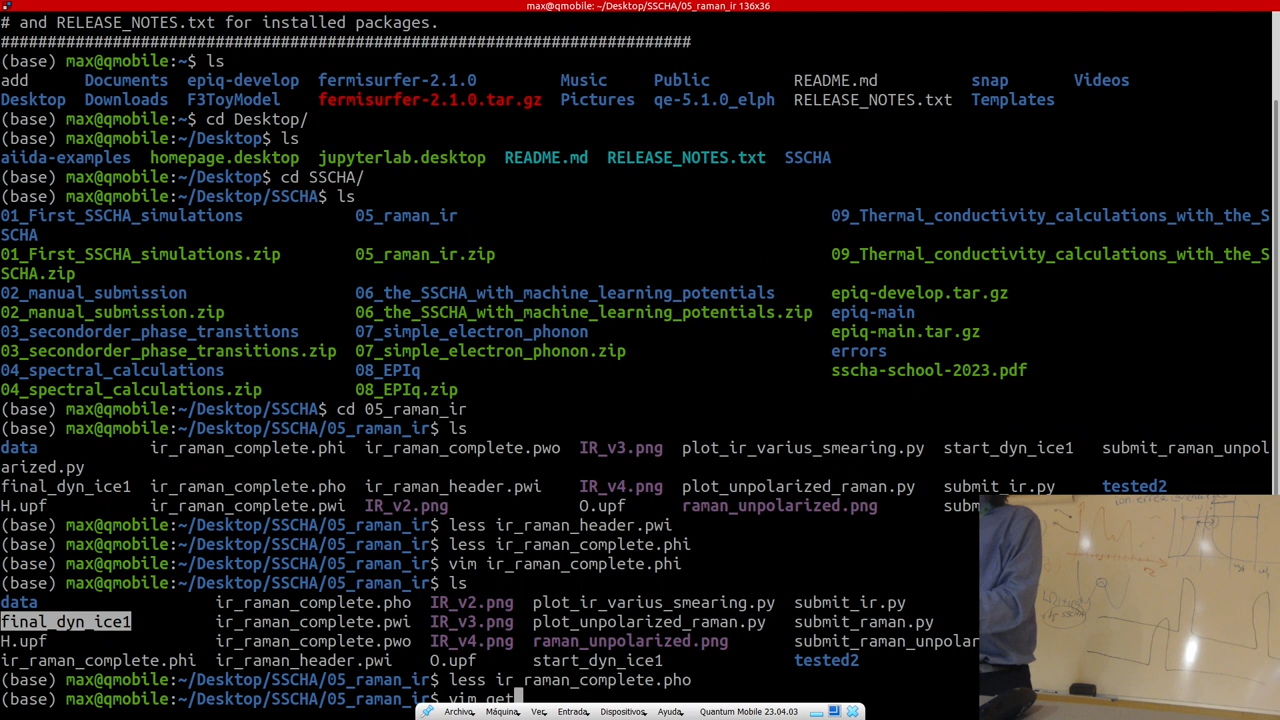 max@qmobile: ~/Desktop/SSCHA/05_raman_ir 136x36
# and RELEASE_NOTES.txt for installed packages.
##########################################################################
(base) max@qmobile:~$ ls
add Documents epiq-develop fermisurfer-2.1.0 Music Public README.md snap Videos
Desktop Downloads F3ToyModel fermisurfer-2.1.0.tar.gz Pictures qe-5.1.0_elph RELEASE_NOTES.txt Templates
(base) max@qmobile:~$ cd Desktop/
(base) max@qmobile:~/Desktop$ ls
aiida-examples homepage.desktop jupyterlab.desktop README.md RELEASE_NOTES.txt SSCHA
(base) max@qmobile:~/Desktop$ cd SSCHA/
(base) max@qmobile:~/Desktop/SSCHA$ ls
01_First_SSCHA_simulations 05_raman_ir 09_Thermal_conductivity_calculations_with_the_S
SCHA
01_First_SSCHA_simulations.zip 05_raman_ir.zip 09_Thermal_conductivity_calculations_with_the_S
SCHA.zip
02_manual_submission 06_the_SSCHA_with_machine_learning_potentials epiq-develop.tar.gz
02_manual_submission.zip 06_the_SSCHA_with_machine_learning_potentials.zip epiq-main
03_secondorder_phase_transitions 07_simple_electron_phonon epiq-main.tar.gz
03_secondorder_phase_transitions.zip 07_simple_electron_phonon.zip errors
04_spectral_calculations 08_EPIq sscha-school-2023.pdf
04_spectral_calculations.zip 08_EPIq.zip
(base) max@qmobile:~/Desktop/SSCHA$ cd 05_raman_ir
(base) max@qmobile:~/Desktop/SSCHA/05_raman_ir$ ls
data ir_raman_complete.phi ir_raman_complete.pwo IR_v3.png plot_ir_varius_smearing.py start_dyn_ice1 submit_raman_unpol
arized.py
final_dyn_ice1 ir_raman_complete.pho ir_raman_header.pwi IR_v4.png plot_unpolarized_raman.py submit_ir.py tested2
H.upf ir_raman_complete.pwi IR_v2.png O.upf raman_unpolarized.png subm
(base) max@qmobile:~/Desktop/SSCHA/05_raman_ir$ less ir_raman_header.pwi
(base) max@qmobile:~/Desktop/SSCHA/05_raman_ir$ less ir_raman_complete.phi
(base) max@qmobile:~/Desktop/SSCHA/05_raman_ir$ vim ir_raman_complete.phi
(base) max@qmobile:~/Desktop/SSCHA/05_raman_ir$ ls
data ir_raman_complete.pho IR_v2.png plot_ir_varius_smearing.py submit_ir.py
final_dyn_ice1 ir_raman_complete.pwi IR_v3.png plot_unpolarized_raman.py submit_raman.py
H.upf ir_raman_complete.pwo IR_v4.png raman_unpolarized.png submit_raman_unpolar
ir_raman_complete.phi ir_raman_header.pwi O.upf start_dyn_ice1 tested2
(base) max@qmobile:~/Desktop/SSCHA/05_raman_ir$ less ir_raman_complete.pho
(base) max@qmobile:~/Desktop/SSCHA/05_raman_ir$ vim get
Archivo Máquina Ver Entrada Dispositivos Ayuda Quantum Mobile 23.04.03